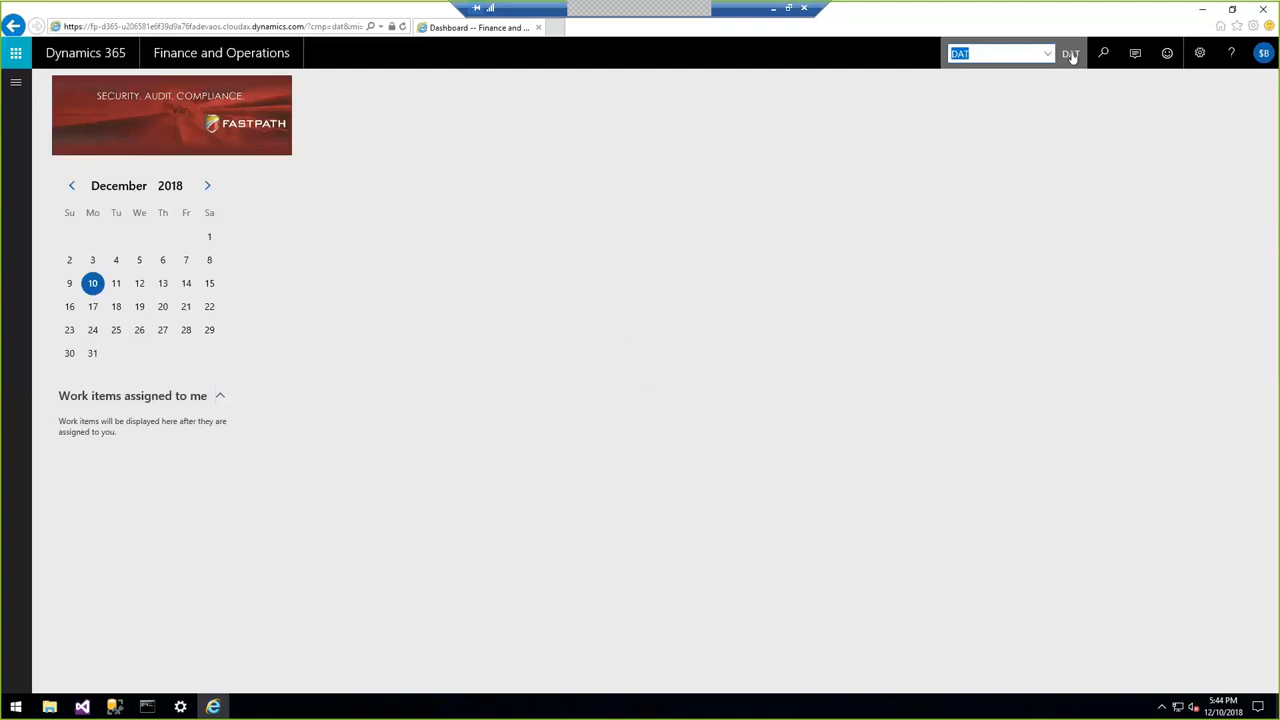 https://fp-d365-u206581e6f39d9a76fadevaos.cloudax.dynamics.com/?cmp=dat&mi
Dashboard -- Finance and ...
Dynamics 365
Finance and Operations
DAT
DAT
?
$B
SECURITY. AUDIT. COMPLIANCE.
FASTPATH
December 2018
Su Mo Tu We Th Fr Sa
1
2 3 4 5 6 7 8
9 10 11 12 13 14 15
16 17 18 19 20 21 22
23 24 25 26 27 28 29
30 31
Work items assigned to me
Work items will be displayed here after they are
assigned to you.
5:44 PM
12/10/2018